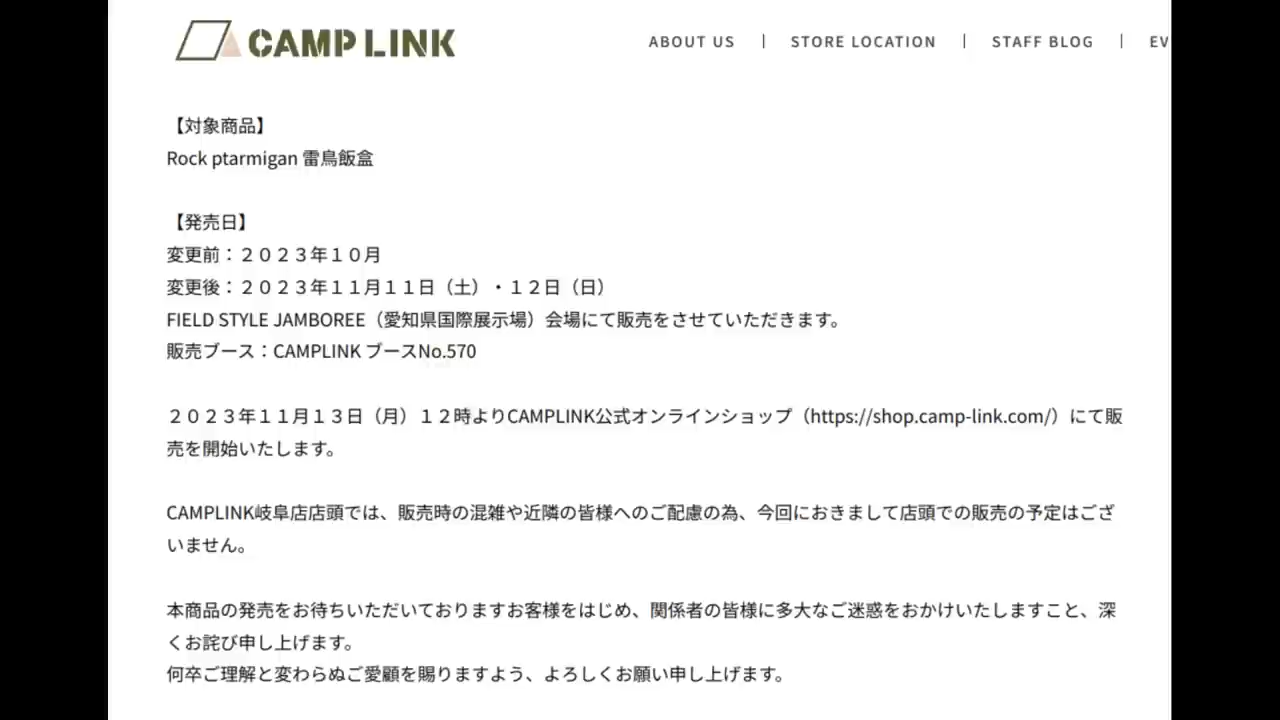 CAMP LINK
ABOUT US | STORE LOCATION | STAFF BLOG | EV
【対象商品】
Rock ptarmigan 雷鳥飯盒
【発売日】
変更前：２０２３年１０月
変更後：２０２３年１１月１１日（土）・１２日（日）
FIELD STYLE JAMBOREE（愛知県国際展示場）会場にて販売をさせていただきます。
販売ブース：CAMPLINK ブースNo.570
２０２３年１１月１３日（月）１２時よりCAMPLINK公式オンラインショップ（https://shop.camp-link.com/）にて販
売を開始いたします。
CAMPLINK岐阜店店頭では、販売時の混雑や近隣の皆様へのご配慮の為、今回におきまして店頭での販売の予定はござ
いません。
本商品の発売をお待ちいただいておりますお客様をはじめ、関係者の皆様に多大なご迷惑をおかけいたしますこと、深
くお詫び申し上げます。
何卒ご理解と変わらぬご愛顧を賜りますよう、よろしくお願い申し上げます。